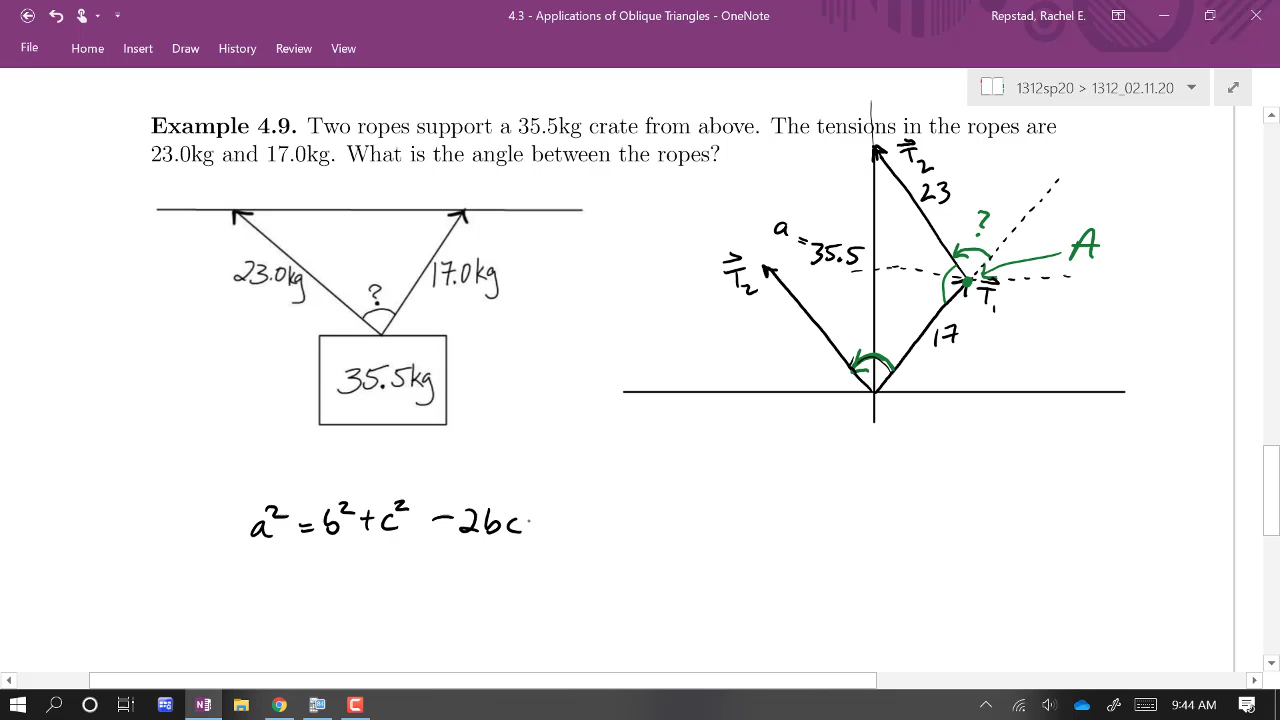 4.3 - Applications of Oblique Triangles - OneNote
Repstad, Rachel E.
File Home Insert Draw History Review View
1312sp20 > 1312_02.11.20
Example 4.9. Two ropes support a 35.5kg crate from above. The tensions in the ropes are
23.0kg and 17.0kg. What is the angle between the ropes?
23.0kg
17.0kg
?
35.5kg
T₂
23
?
A
a = 35.5
T₂
T₁
17
a² = b² + c² - 2bc
9:44 AM